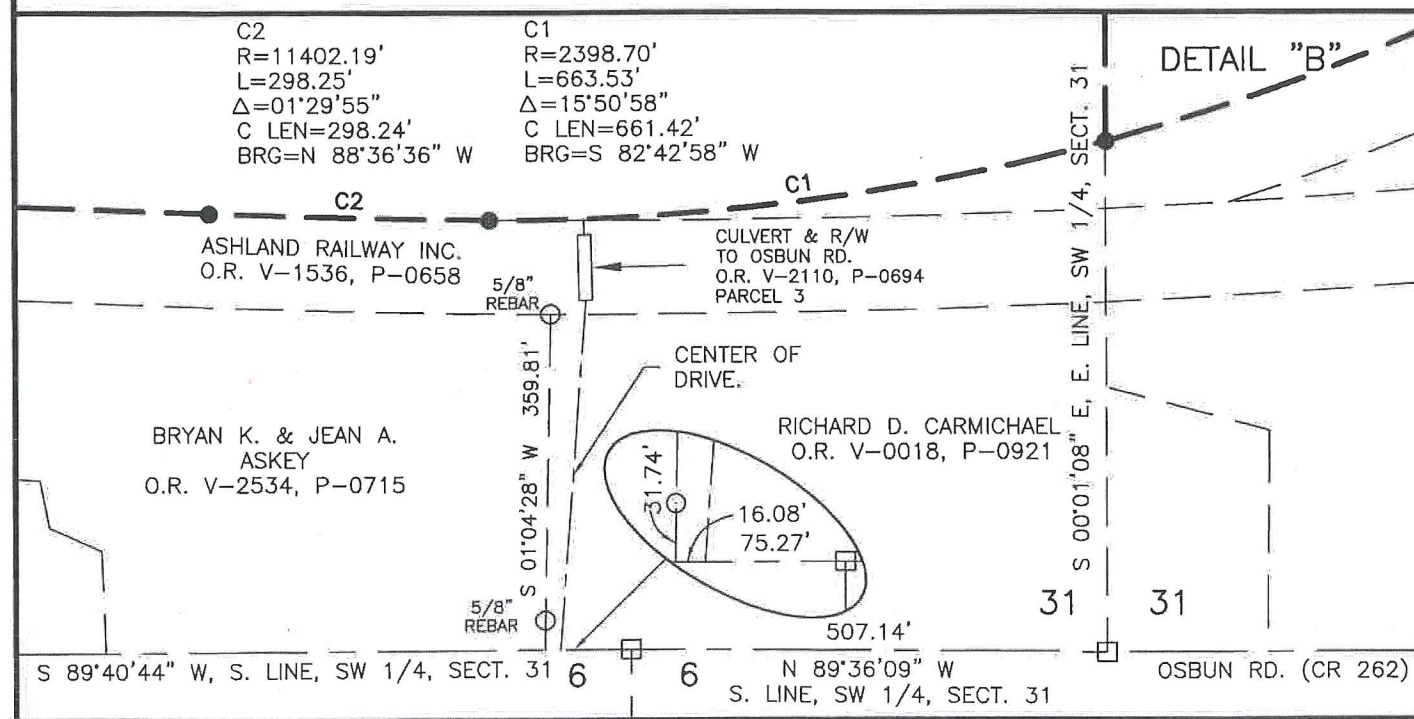 C2
R=11402.19'
L=298.25'
Δ=01°29'55"
C LEN=298.24'
BRG=N 88°36'36" W
C1
R=2398.70'
L=663.53'
Δ=15°50'58"
C LEN=661.42'
BRG=S 82°42'58" W
DETAIL "B"
C2
C1
ASHLAND RAILWAY INC.
O.R. V-1536, P-0658
CULVERT & R/W
TO OSBUN RD.
O.R. V-2110, P-0694
PARCEL 3
5/8"
REBAR
S 01°04'28" W 359.81'
CENTER OF
DRIVE.
BRYAN K. & JEAN A.
ASKEY
O.R. V-2534, P-0715
RICHARD D. CARMICHAEL
O.R. V-0018, P-0921
31.74'
16.08'
75.27'
S 00°01'08" E, E. LINE, SW 1/4, SECT. 31
5/8"
REBAR
507.14'
31
31
S 89°40'44" W, S. LINE, SW 1/4, SECT. 31
6
6
N 89°36'09" W
S. LINE, SW 1/4, SECT. 31
OSBUN RD. (CR 262)